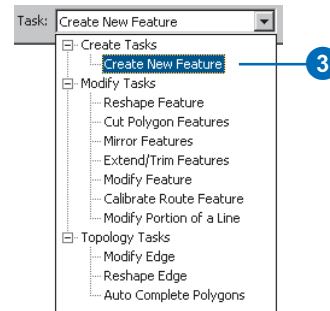 Task: Create New Feature
Create Tasks
Create New Feature
3
Modify Tasks
Reshape Feature
Cut Polygon Features
Mirror Features
Extend/Trim Features
Modify Feature
Calibrate Route Feature
Modify Portion of a Line
Topology Tasks
Modify Edge
Reshape Edge
Auto Complete Polygons